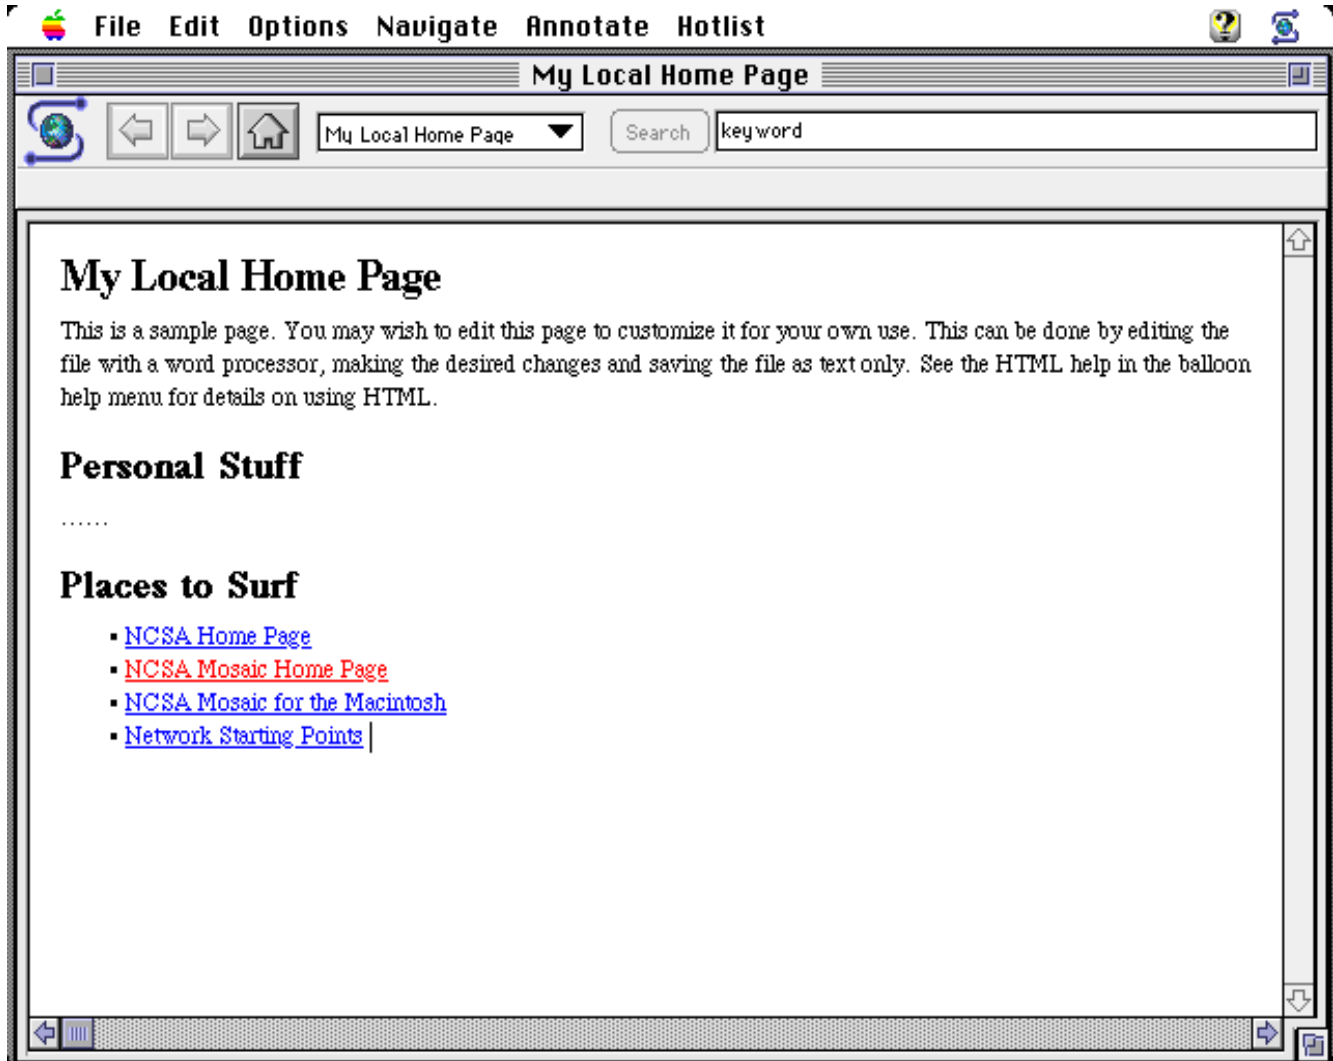 File Edit Options Navigate Annotate Hotlist
My Local Home Page
My Local Home Page Search keyword
My Local Home Page
This is a sample page. You may wish to edit this page to customize it for your own use. This can be done by editing the
file with a word processor, making the desired changes and saving the file as text only. See the HTML help in the balloon
help menu for details on using HTML.
Personal Stuff
......
Places to Surf
▪ NCSA Home Page
▪ NCSA Mosaic Home Page
▪ NCSA Mosaic for the Macintosh
▪ Network Starting Points